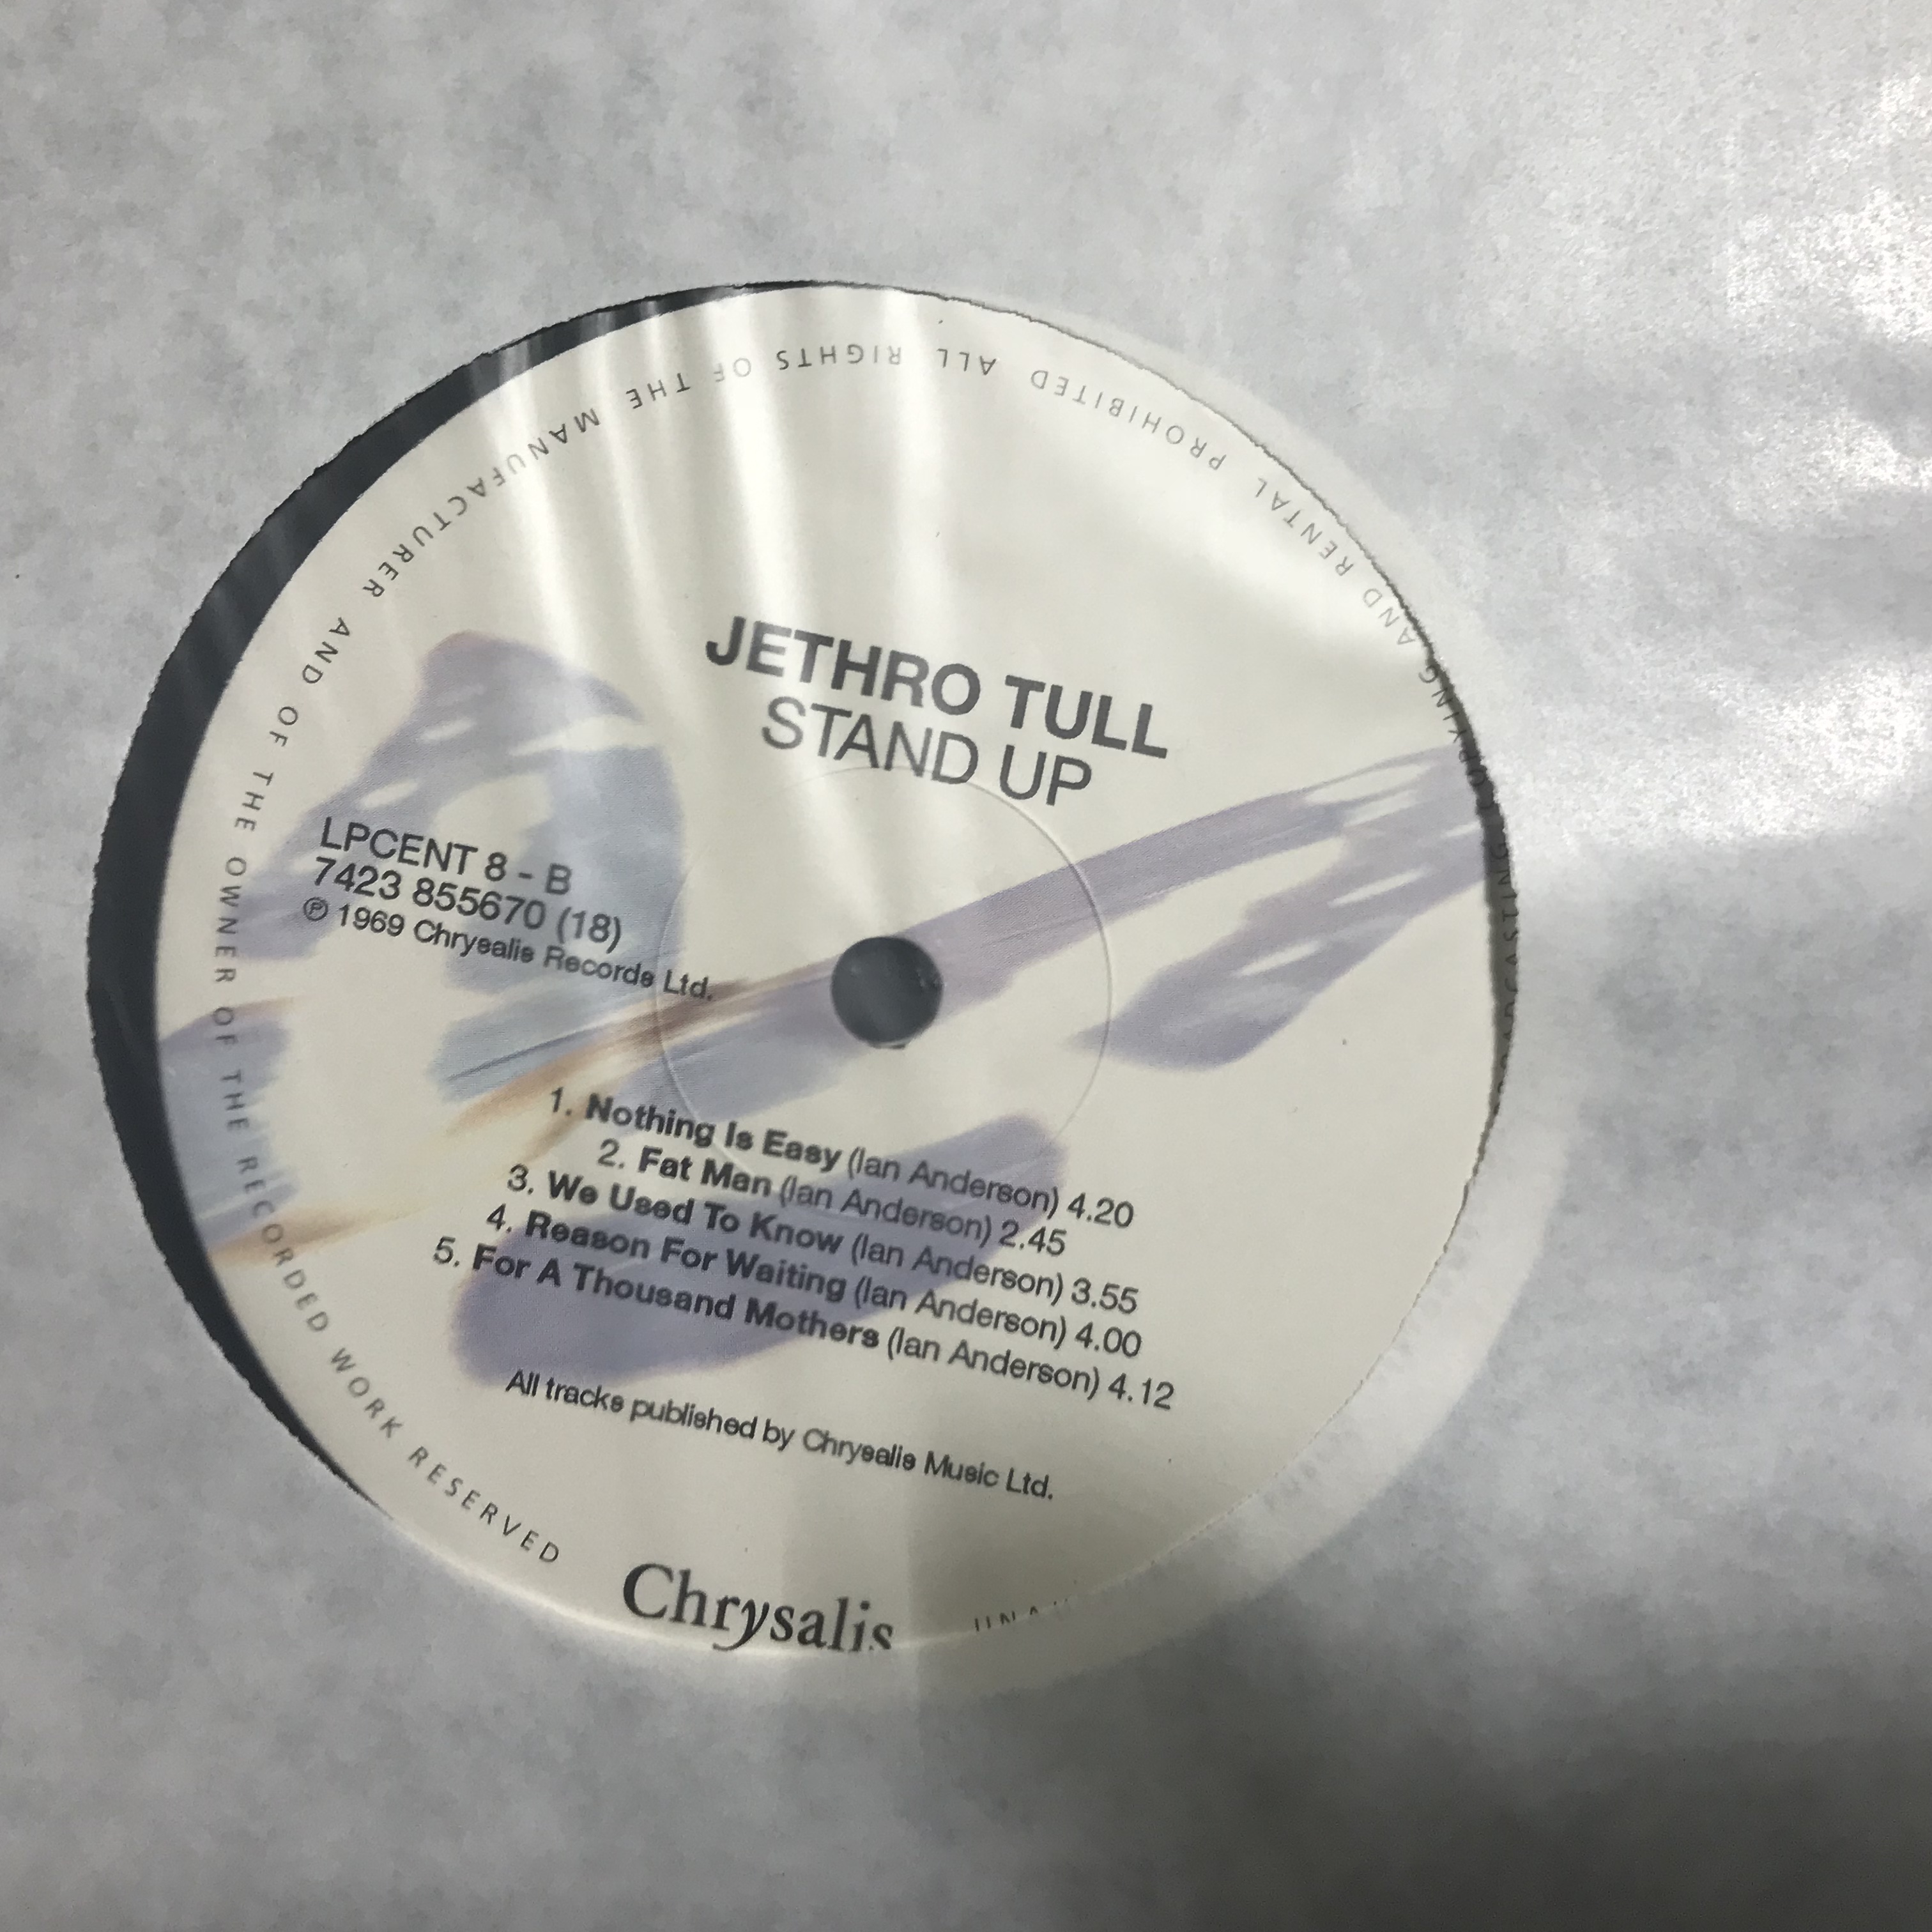 JETHRO TULL
STAND UP
LPCENT 8 - B
7423 855670 (18)
℗ 1969 Chrysalis Records Ltd.
1. Nothing Is Easy (Ian Anderson) 4.20
2. Fat Man (Ian Anderson) 2.45
3. We Used To Know (Ian Anderson) 3.55
4. Reason For Waiting (Ian Anderson) 4.00
5. For A Thousand Mothers (Ian Anderson) 4.12
All tracks published by Chrysalis Music Ltd.
Chrysalis
AND RENTAL PROHIBITED ALL RIGHTS OF THE MANUFACTURER AND OF THE OWNER OF THE RECORDED WORK RESERVED